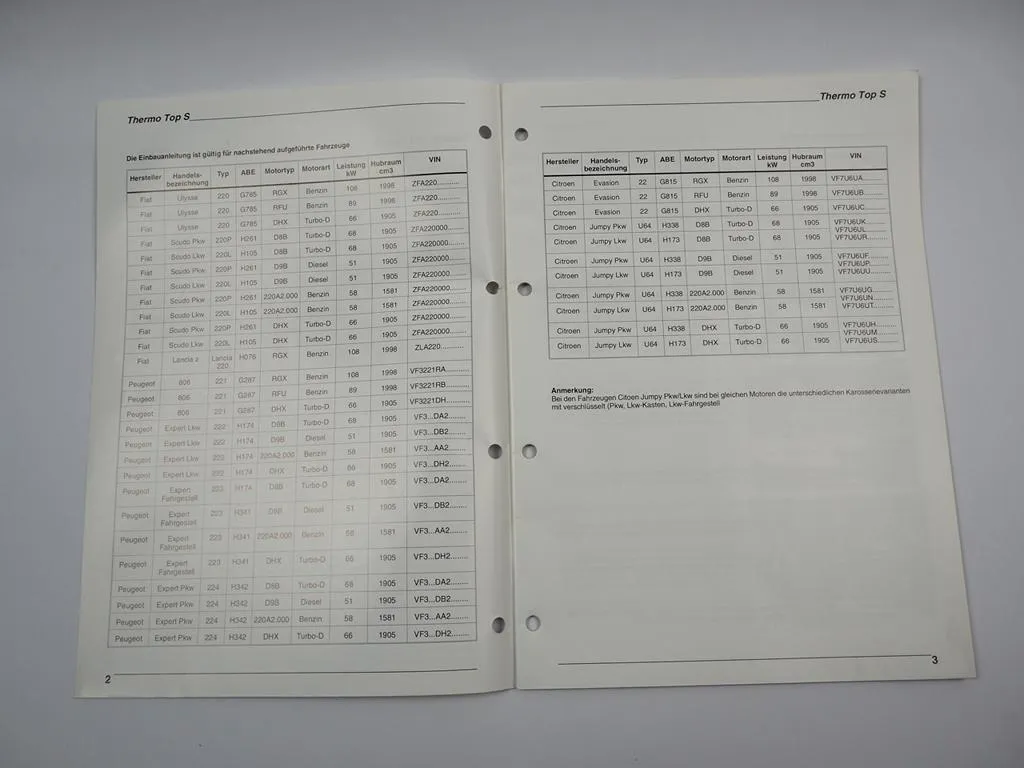 Thermo Top S
Die Einbauanleitung ist gültig für nachstehend aufgeführte Fahrzeuge
Hersteller Handels-bezeichnung Typ ABE Motortyp Motorart Leistung kW Hubraum cm3 VIN
Fiat Ulysse 220 G785 RGX Benzin 108 1998 ZFA220...........
Fiat Ulysse 220 G785 RFU Benzin 89 1998 ZFA220...........
Fiat Ulysse 220 G785 DHX Turbo-D 66 1905 ZFA220...........
Fiat Scudo Pkw 220P H261 D8B Turbo-D 68 1905 ZFA220000..........
Fiat Scudo Lkw 220L H105 D8B Turbo-D 68 1905 ZFA220000..........
Fiat Scudo Pkw 220P H261 D9B Diesel 51 1905 ZFA220000..........
Fiat Scudo Lkw 220L H105 D9B Diesel 51 1905 ZFA220000..........
Fiat Scudo Pkw 220P H261 220A2.000 Benzin 58 1581 ZFA220000..........
Fiat Scudo Lkw 220L H105 220A2.000 Benzin 58 1581 ZFA220000..........
Fiat Scudo Pkw 220P H261 DHX Turbo-D 66 1905 ZFA220000..........
Fiat Scudo Lkw 220L H105 DHX Turbo-D 66 1905 ZFA220000..........
Fiat Lancia z Lancia 220 H076 RGX Benzin 108 1998 ZLA220..........
Peugeot 806 221 G287 RGX Benzin 108 1998 VF3221RA..........
Peugeot 806 221 G287 RFU Benzin 89 1998 VF3221RB..........
Peugeot 806 221 G287 DHX Turbo-D 66 1905 VF3221DH..........
Peugeot Expert Lkw 222 H174 D8B Turbo-D 68 1905 VF3...DA2........
Peugeot Expert Lkw 222 H174 D9B Diesel 51 1905 VF3...DB2........
Peugeot Expert Lkw 222 H174 220A2.000 Benzin 58 1581 VF3...AA2........
Peugeot Expert Lkw 222 H174 DHX Turbo-D 66 1905 VF3...DH2........
Peugeot Expert Fahrgestell 223 H174 D8B Turbo-D 68 1905 VF3...DA2........
Peugeot Expert Fahrgestell 223 H341 D9B Diesel 51 1905 VF3...DB2........
Peugeot Expert Fahrgestell 223 H341 220A2.000 Benzin 58 1581 VF3...AA2........
Peugeot Expert Fahrgestell 223 H341 DHX Turbo-D 66 1905 VF3...DH2........
Peugeot Expert Pkw 224 H342 D8B Turbo-D 68 1905 VF3...DA2........
Peugeot Expert Pkw 224 H342 D9B Diesel 51 1905 VF3...DB2........
Peugeot Expert Pkw 224 H342 220A2.000 Benzin 58 1581 VF3...AA2........
Peugeot Expert Pkw 224 H342 DHX Turbo-D 66 1905 VF3...DH2........
2
Thermo Top S
Hersteller Handels-bezeichnung Typ ABE Motortyp Motorart Leistung kW Hubraum cm3 VIN
Citroen Evasion 22 G815 RGX Benzin 108 1998 VF7U6UA..........
Citroen Evasion 22 G815 RFU Benzin 89 1998 VF7U6UB..........
Citroen Evasion 22 G815 DHX Turbo-D 66 1905 VF7U6UC..........
Citroen Jumpy Pkw U64 H338 D8B Turbo-D 68 1905 VF7U6UK..........
VF7U6UL..........
Citroen Jumpy Lkw U64 H173 D8B Turbo-D 68 1905 VF7U6UR..........
Citroen Jumpy Pkw U64 H338 D9B Diesel 51 1905 VF7U6UF..........
VF7U6UP..........
Citroen Jumpy Lkw U64 H173 D9B Diesel 51 1905 VF7U6UU..........
Citroen Jumpy Pkw U64 H338 220A2.000 Benzin 58 1581 VF7U6UG..........
VF7U6UN..........
Citroen Jumpy Lkw U64 H173 220A2.000 Benzin 58 1581 VF7U6UT..........
Citroen Jumpy Pkw U64 H338 DHX Turbo-D 66 1905 VF7U6UH..........
VF7U6UM..........
Citroen Jumpy Lkw U64 H173 DHX Turbo-D 66 1905 VF7U6US..........
Anmerkung:
Bei den Fahrzeugen Citoen Jumpy Pkw/Lkw sind bei gleichen Motoren die unterschiedlichen Karosserievarianten
mit verschlüsselt (Pkw, Lkw-Kasten, Lkw-Fahrgestell
3